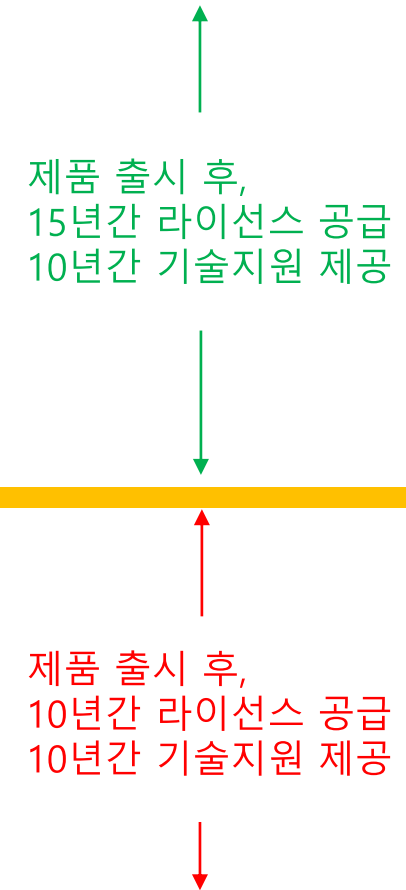 제품 출시 후,
15년간 라이선스 공급
10년간 기술지원 제공
제품 출시 후,
10년간 라이선스 공급
10년간 기술지원 제공